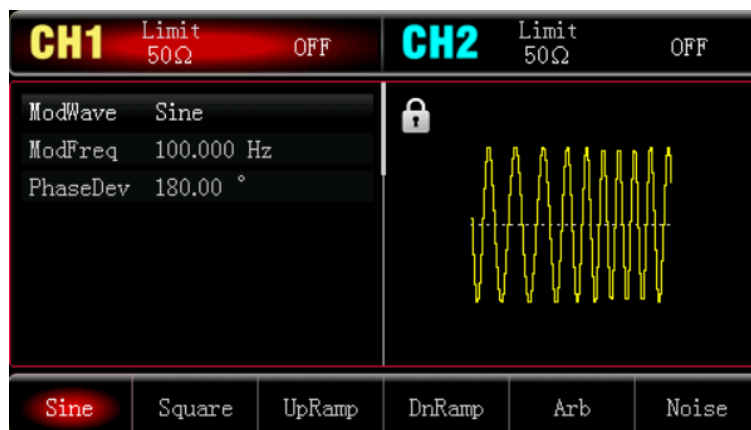 CH1 Limit 50Ω OFF CH2 Limit 50Ω OFF
ModWave Sine
ModFreq 100.000 Hz
PhaseDev 180.00 °
Sine Square UpRamp DnRamp Arb Noise